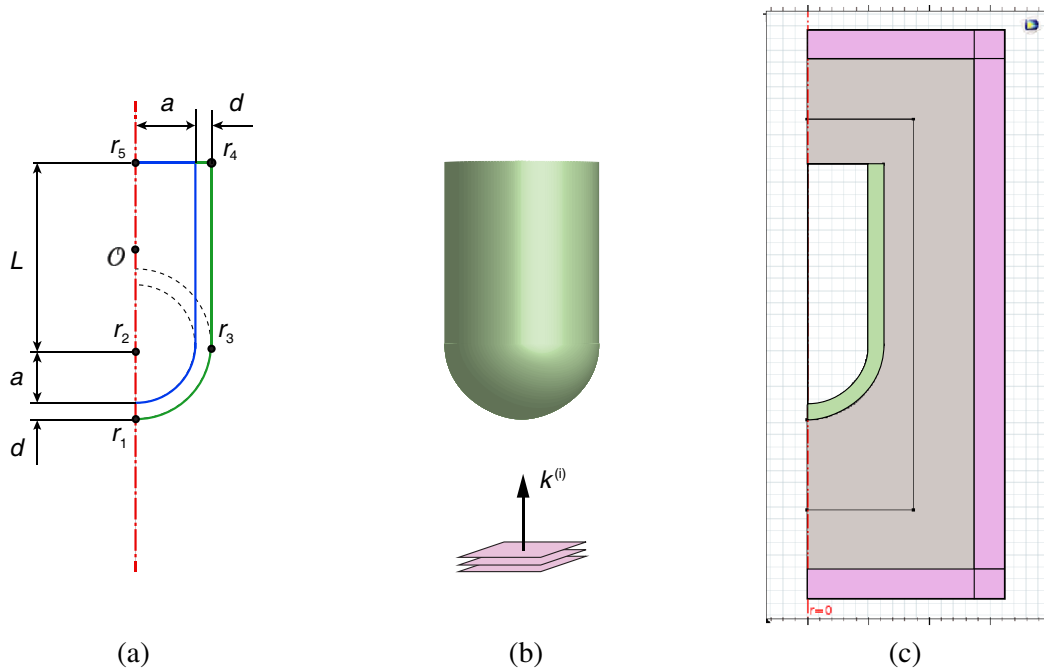 a d
r5 r4
L
𝒪
r2 r3
a
r1
d
k(i)
r=0
(a) (b) (c)